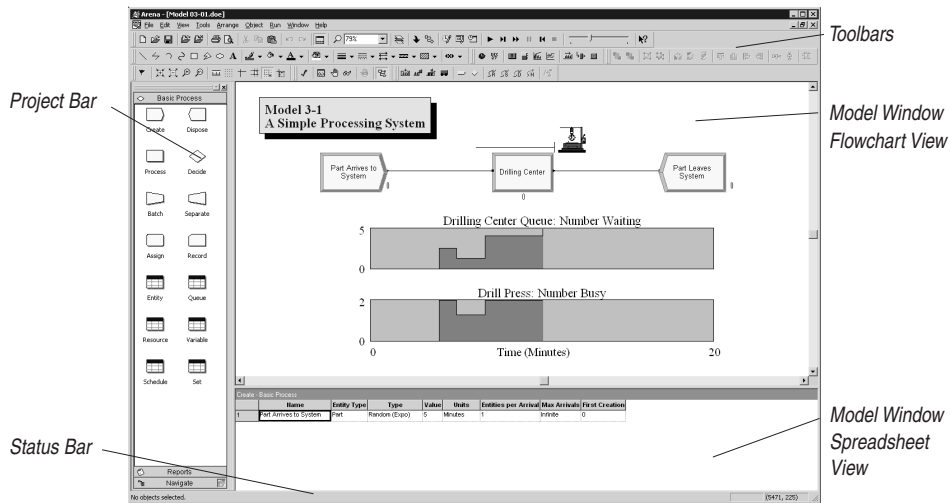 Arena - [Model 03-01.doe]
File Edit View Tools Arrange Object Run Window Help
79%
Toolbars
Project Bar
Basic Process
Create Dispose
Process Decide
Batch Separate
Assign Record
Entity Queue
Resource Variable
Schedule Set
Reports
Navigate
Model 3-1
A Simple Processing System
Model Window
Flowchart View
Part Arrives to
System
0
Drilling Center
0
Part Leaves
System
0
Drilling Center Queue: Number Waiting
5
0
Drill Press: Number Busy
2
0
0 Time (Minutes) 20
Create - Basic Process
Name Entity Type Type Value Units Entities per Arrival Max Arrivals First Creation
1 Part Arrives to System Part Random (Expo) 5 Minutes 1 Infinite 0
Model Window
Spreadsheet
View
Status Bar
No objects selected.
(5471, 225)